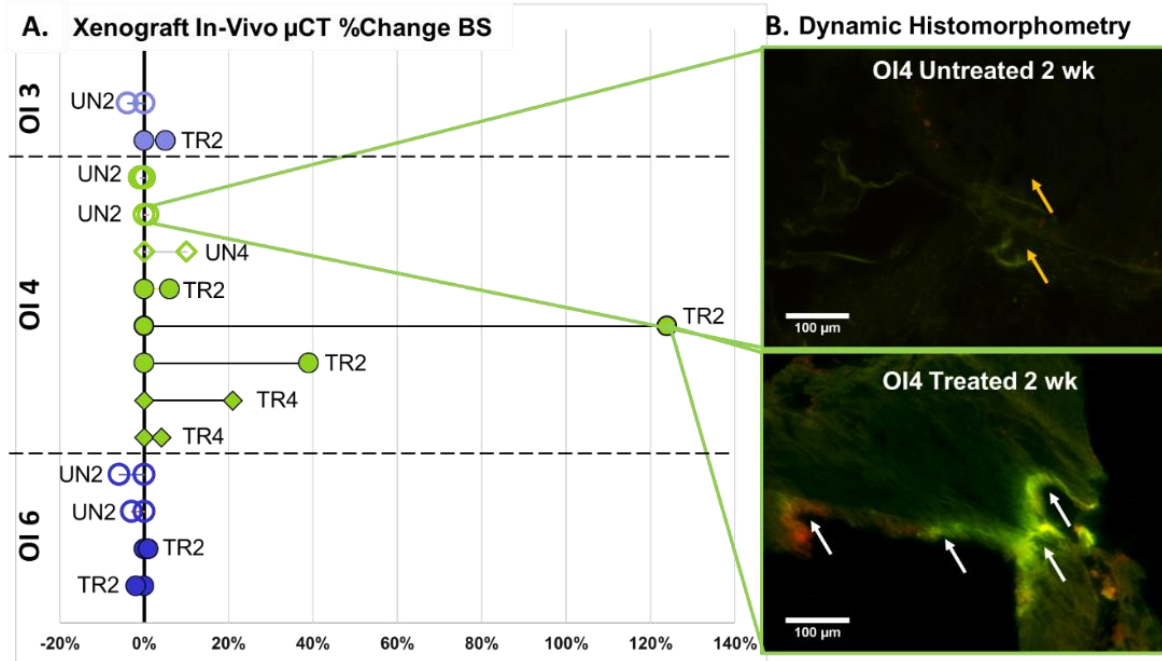 A. Xenograft In-Vivo µCT %Change BS
OI 3
UN2
TR2
OI 4
UN2
UN2
UN4
TR2
TR2
TR2
TR4
TR4
OI 6
UN2
UN2
TR2
TR2
-20% 0% 20% 40% 60% 80% 100% 120% 140%
B. Dynamic Histomorphometry
OI4 Untreated 2 wk
100 µm
OI4 Treated 2 wk
100 µm